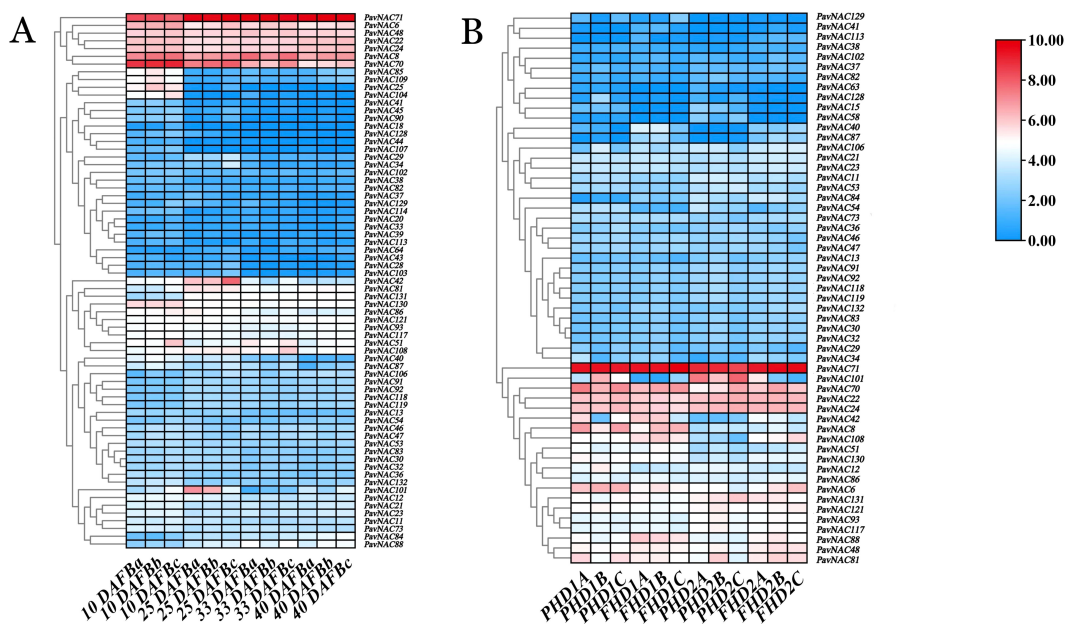 A
PavNAC71
PavNAC6
PavNAC48
PavNAC22
PavNAC24
PavNAC8
PavNAC70
PavNAC85
PavNAC109
PavNAC25
PavNAC104
PavNAC41
PavNAC45
PavNAC90
PavNAC18
PavNAC128
PavNAC44
PavNAC107
PavNAC29
PavNAC34
PavNAC102
PavNAC38
PavNAC82
PavNAC37
PavNAC129
PavNAC114
PavNAC20
PavNAC33
PavNAC39
PavNAC113
PavNAC64
PavNAC43
PavNAC28
PavNAC103
PavNAC42
PavNAC81
PavNAC131
PavNAC130
PavNAC86
PavNAC121
PavNAC93
PavNAC117
PavNAC51
PavNAC108
PavNAC40
PavNAC87
PavNAC106
PavNAC91
PavNAC92
PavNAC118
PavNAC119
PavNAC13
PavNAC54
PavNAC46
PavNAC47
PavNAC53
PavNAC83
PavNAC30
PavNAC32
PavNAC36
PavNAC132
PavNAC101
PavNAC12
PavNAC21
PavNAC23
PavNAC11
PavNAC73
PavNAC84
PavNAC88
10 DAFBa
10 DAFBb
10 DAFBc
25 DAFBa
25 DAFBb
25 DAFBc
33 DAFBa
33 DAFBb
33 DAFBc
40 DAFBa
40 DAFBb
40 DAFBc
B
PavNAC129
PavNAC41
PavNAC113
PavNAC38
PavNAC102
PavNAC37
PavNAC82
PavNAC63
PavNAC128
PavNAC15
PavNAC58
PavNAC40
PavNAC87
PavNAC106
PavNAC21
PavNAC23
PavNAC11
PavNAC53
PavNAC84
PavNAC54
PavNAC73
PavNAC36
PavNAC46
PavNAC47
PavNAC13
PavNAC91
PavNAC92
PavNAC118
PavNAC119
PavNAC132
PavNAC83
PavNAC30
PavNAC32
PavNAC29
PavNAC34
PavNAC71
PavNAC101
PavNAC70
PavNAC22
PavNAC24
PavNAC42
PavNAC8
PavNAC108
PavNAC51
PavNAC130
PavNAC12
PavNAC86
PavNAC6
PavNAC131
PavNAC121
PavNAC93
PavNAC117
PavNAC88
PavNAC48
PavNAC81
PHD1A
PHD1B
PHD1C
FHD1A
FHD1B
FHD1C
PHD2A
PHD2B
PHD2C
FHD2A
FHD2B
FHD2C
10.00
8.00
6.00
4.00
2.00
0.00